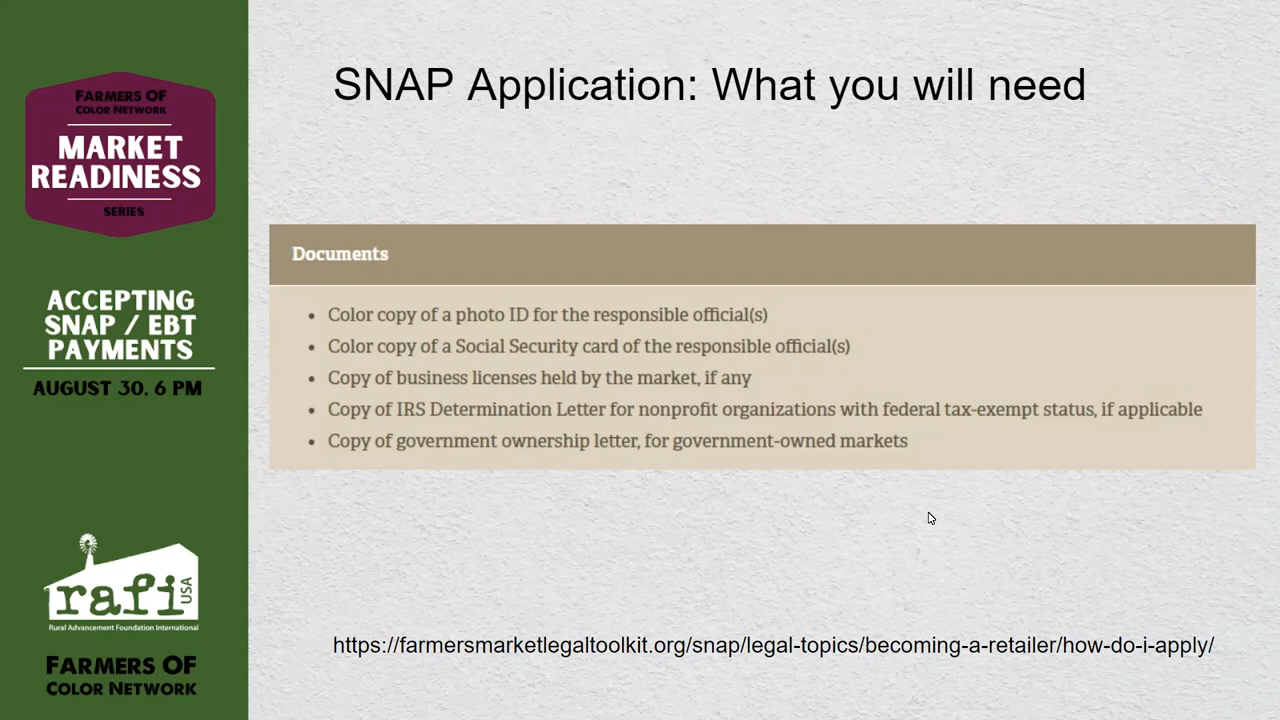 FARMERS OF
COLOR NETWORK
MARKET
READINESS
SERIES
ACCEPTING
SNAP / EBT
PAYMENTS
AUGUST 30, 6 PM
rafi
USA
Rural Advancement Foundation International
FARMERS OF
COLOR NETWORK
SNAP Application: What you will need
Documents
• Color copy of a photo ID for the responsible official(s)
• Color copy of a Social Security card of the responsible official(s)
• Copy of business licenses held by the market, if any
• Copy of IRS Determination Letter for nonprofit organizations with federal tax-exempt status, if applicable
• Copy of government ownership letter, for government-owned markets
https://farmersmarketlegaltoolkit.org/snap/legal-topics/becoming-a-retailer/how-do-i-apply/